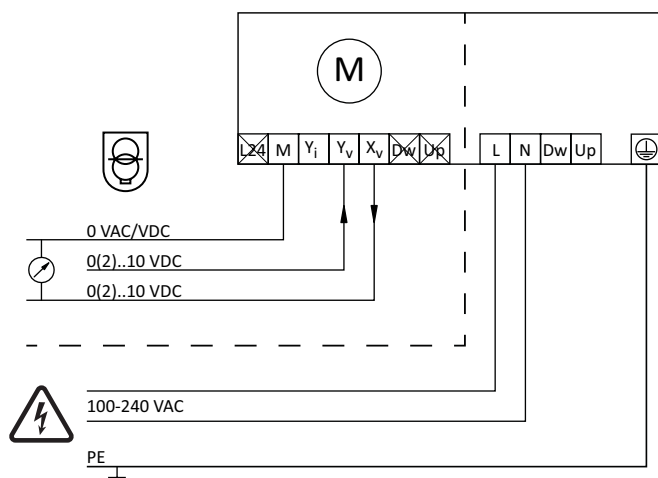 M
L24 M Yi Yv Xv Dw Up L N Dw Up
0 VAC/VDC
0(2)..10 VDC
0(2)..10 VDC
100-240 VAC
PE